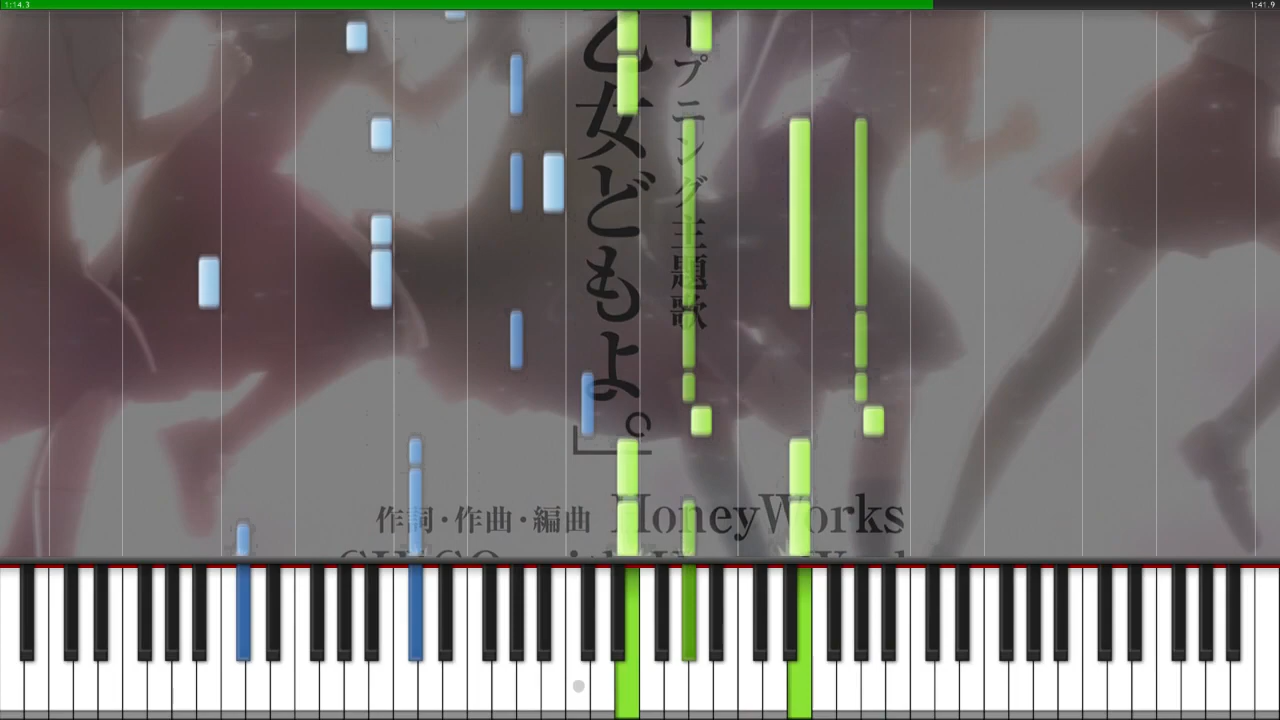 1:14.3
1:41.9
ープニング主題歌
乙女どもよ。」
作詞・作曲・編曲 HoneyWorks